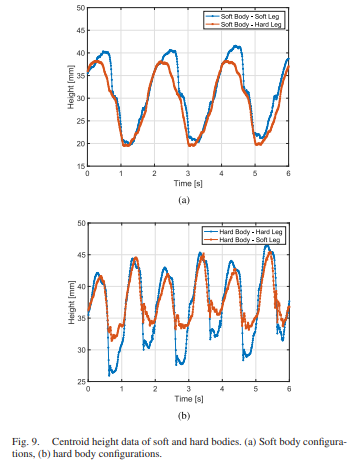 50
45
40
35
30
25
20
15
Height [mm]
Soft Body - Soft Leg
Soft Body - Hard Leg
0 1 2 3 4 5 6
Time [s]
(a)
50
45
40
35
30
25
Height [mm]
Hard Body - Hard Leg
Hard Body - Soft Leg
0 1 2 3 4 5 6
Time [s]
(b)
Fig. 9. Centroid height data of soft and hard bodies. (a) Soft body configura-
tions, (b) hard body configurations.